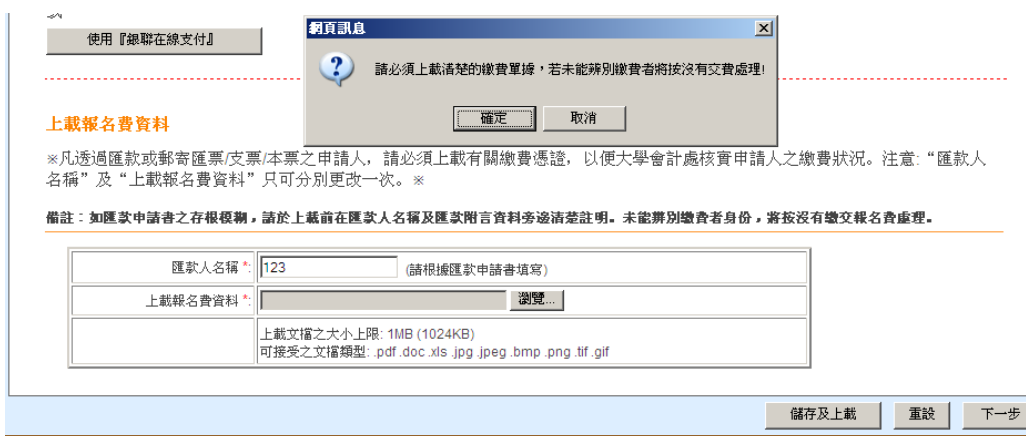 使用『銀聯在線支付』
網頁訊息
請必須上載清楚的繳費單據，若未能辨別繳費者將按沒有交費處理!
確定 取消
上載報名費資料
※凡透過匯款或郵寄匯票/支票/本票之申請人，請必須上載有關繳費憑證，以便大學會計處核實申請人之繳費狀況。注意:“匯款人
名稱”及“上載報名費資料”只可分別更改一次。※
備註：如匯款申請書之存根模糊，請於上載前在匯款人名稱及匯款附言資料旁邊清楚註明。未能辨別繳費者身份，將按沒有繳交報名費處理。
匯款人名稱 *: 123 (請根據匯款申請書填寫)
上載報名費資料 *: 瀏覽...
上載文檔之大小上限: 1MB (1024KB)
可接受之文檔類型: .pdf .doc .xls .jpg .jpeg .bmp .png .tif .gif
儲存及上載 重設 下一步